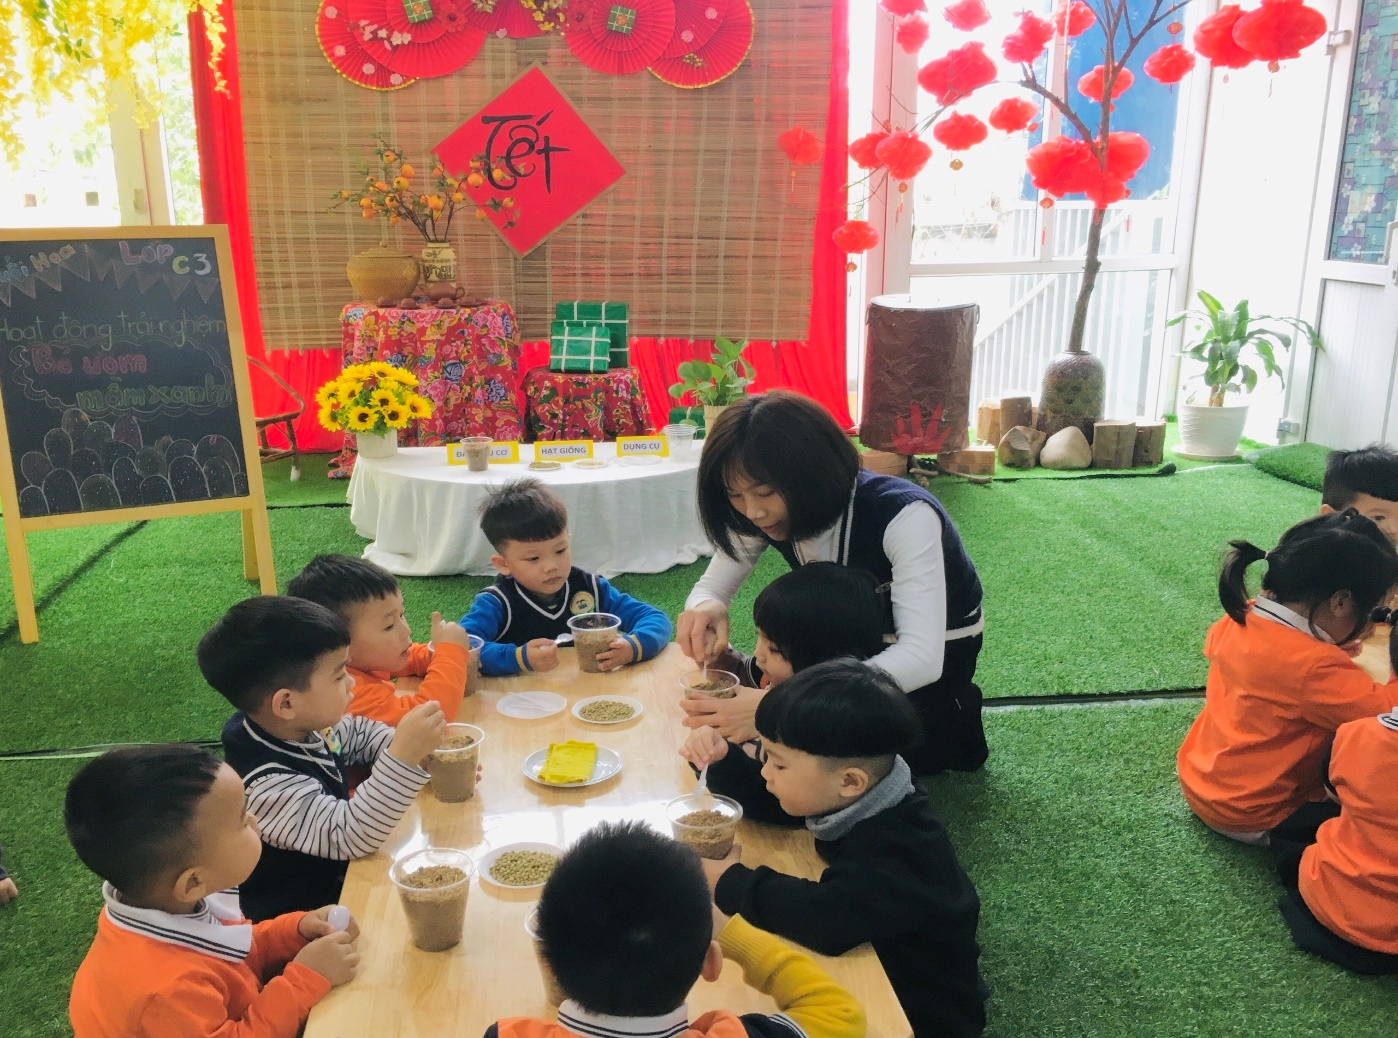 Tết
Lớp
C3
Hoạt động trải nghiệm
Bé ươm
mầm xanh
HẠT GIỐNG
DỤNG CỤ